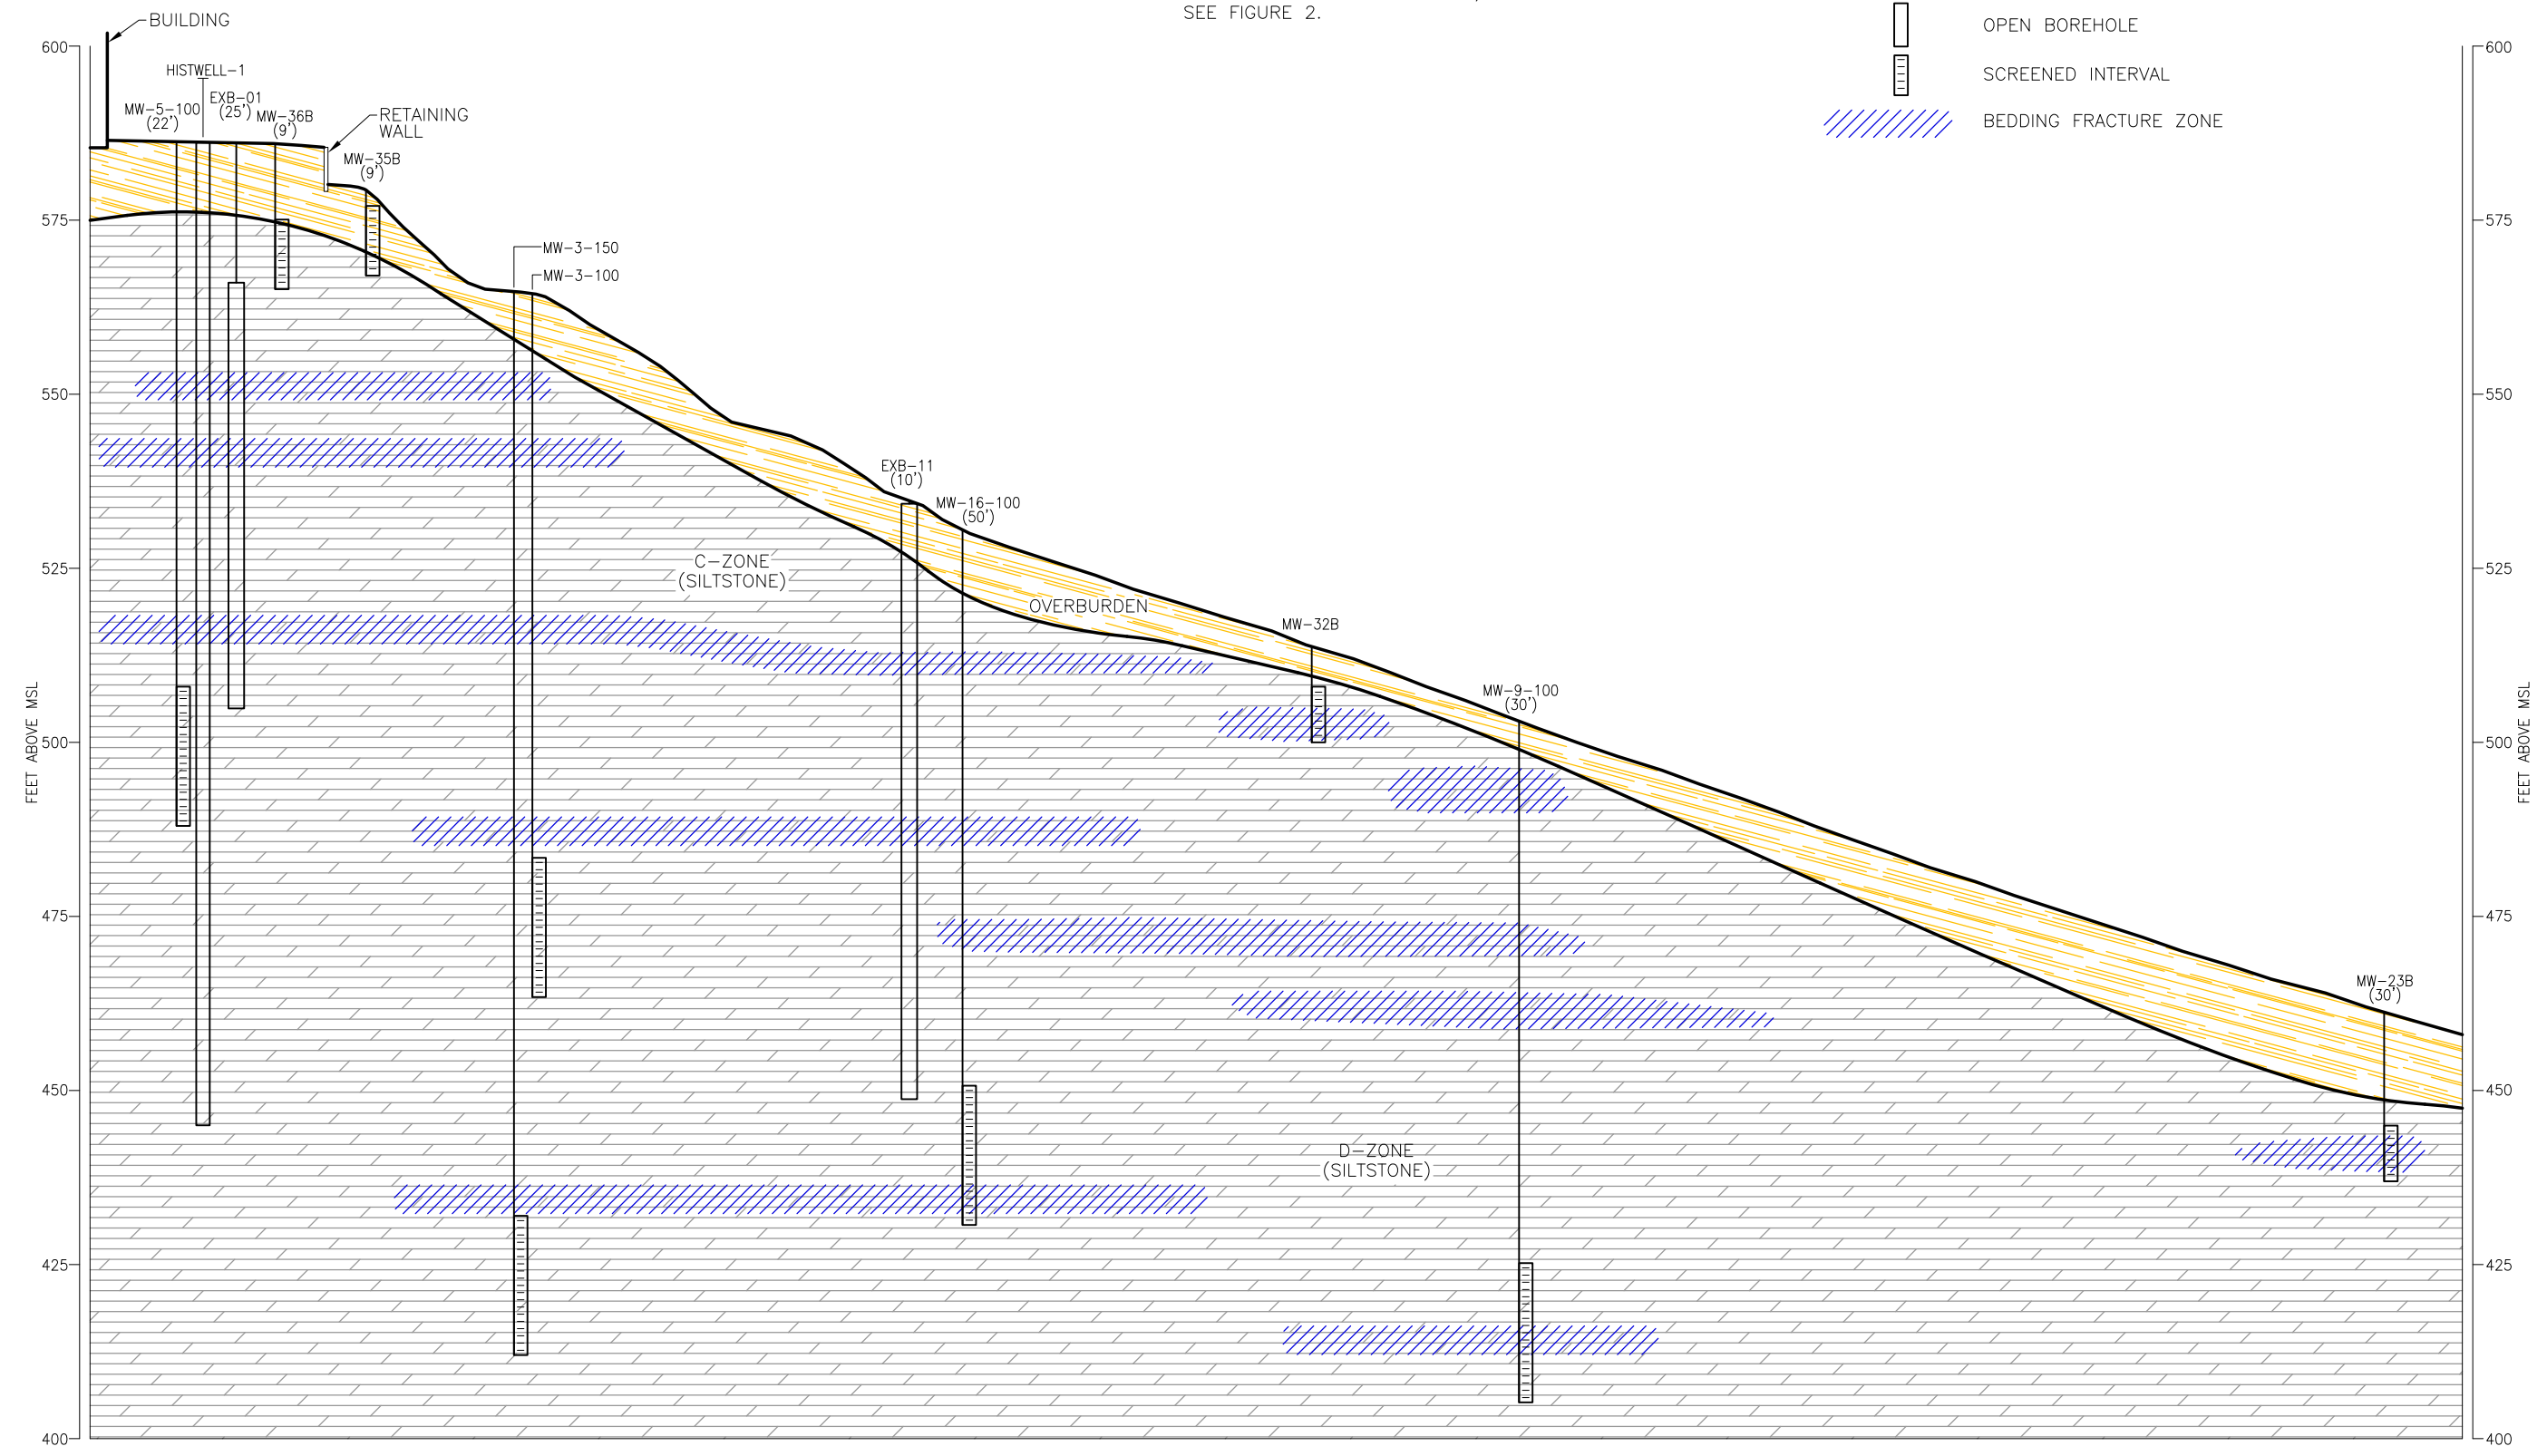 SEE FIGURE 2.
OPEN BOREHOLE
SCREENED INTERVAL
BEDDING FRACTURE ZONE
BUILDING
HISTWELL-1
EXB-01
(25')
MW-5-100
(22')
MW-36B
(9')
RETAINING
WALL
MW-35B
(9')
MW-3-150
MW-3-100
EXB-11
(10')
MW-16-100
(50')
C-ZONE
(SILTSTONE)
OVERBURDEN
MW-32B
MW-9-100
(30')
MW-23B
(30')
D-ZONE
(SILTSTONE)
FEET ABOVE MSL
600
575
550
525
500
475
450
425
400
FEET ABOVE MSL
600
575
550
525
500
475
450
425
400